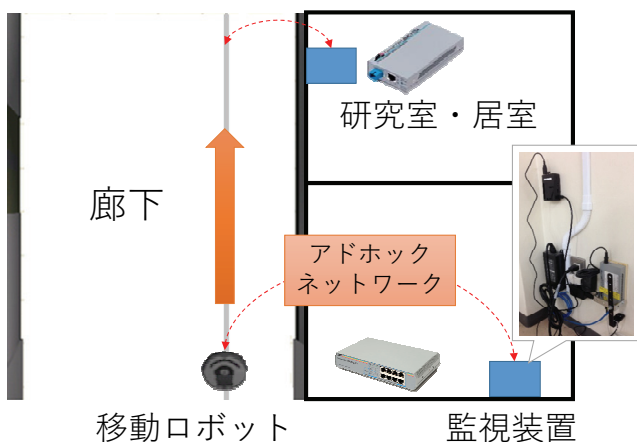 研究室・居室
廊下
アドホック
ネットワーク
移動ロボット
監視装置